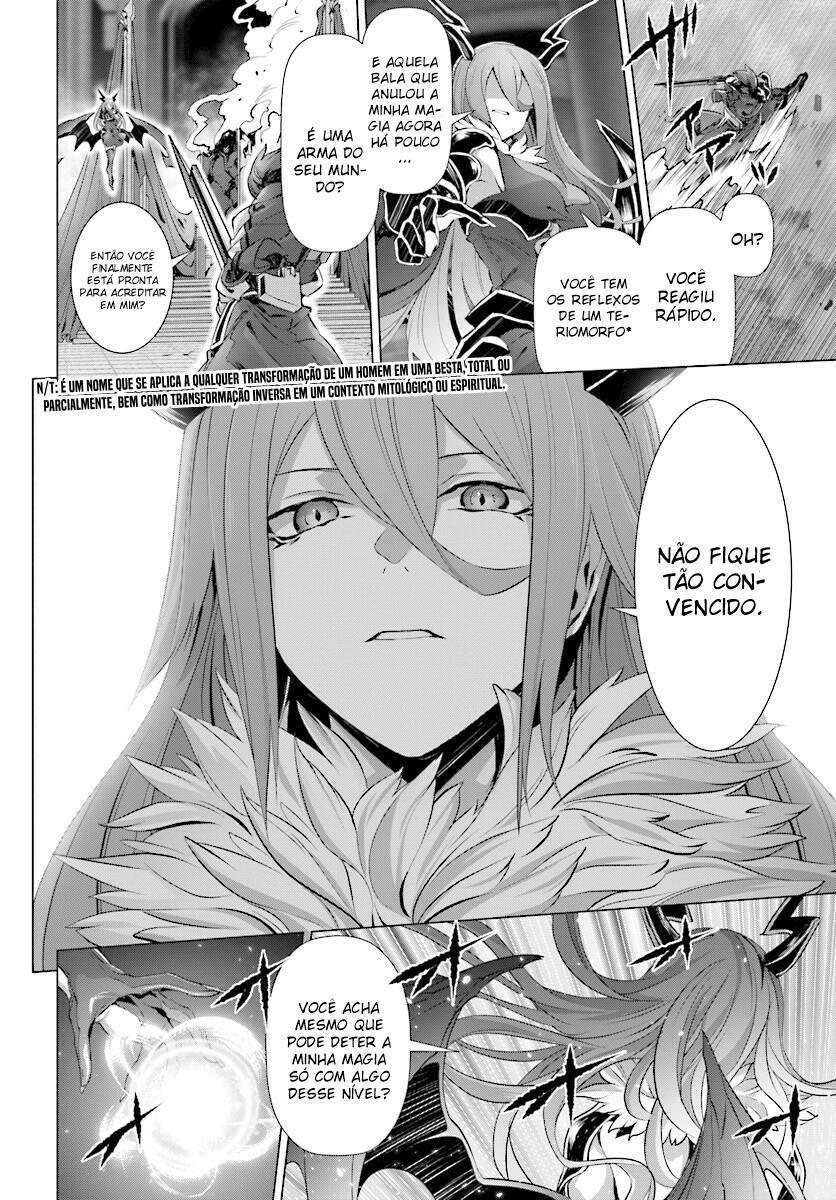 OH?
VOCÊ
REAGIU
RÁPIDO.
VOCÊ TEM
OS REFLEXOS
DE UM TE-
RIOMORFO*
E AQUELA
BALA QUE
ANULOU A
MINHA MA-
GIA AGORA
HÁ POUCO
...
É UMA
ARMA DO
SEU MUN-
DO?
ENTÃO VOCÊ
FINALMENTE
ESTÁ PRONTA
PARA ACREDITAR
EM MIM?
N/T: É UM NOME QUE SE APLICA A QUALQUER TRANSFORMAÇÃO DE UM HOMEM EM UMA BESTA, TOTAL OU
PARCIALMENTE, BEM COMO TRANSFORMAÇÃO INVERSA EM UM CONTEXTO MITOLÓGICO OU ESPIRITUAL.
NÃO FIQUE
TÃO CON-
VENCIDO.
VOCÊ ACHA
MESMO QUE
PODE DETER A
MINHA MAGIA
SÓ COM ALGO
DESSE NÍVEL?